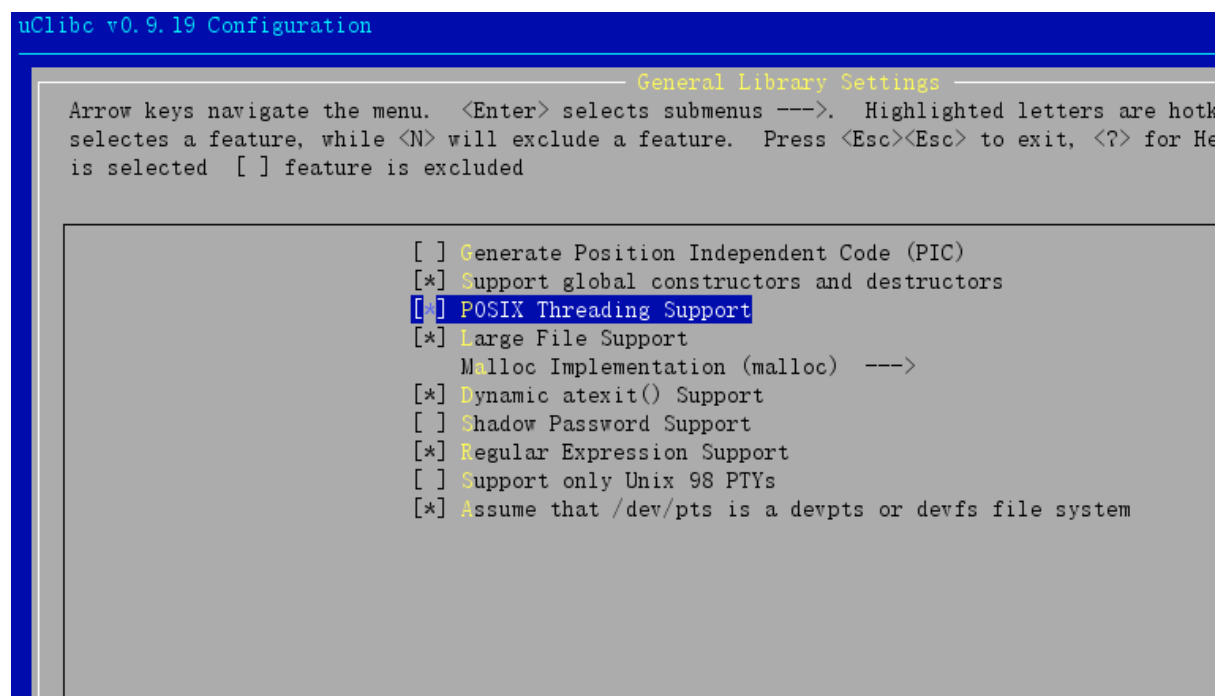 uClibc v0.9.19 Configuration
General Library Settings
Arrow keys navigate the menu. <Enter> selects submenus --->. Highlighted letters are hotk
selectes a feature, while <N> will exclude a feature. Press <Esc><Esc> to exit, <?> for He
is selected [ ] feature is excluded
[ ] Generate Position Independent Code (PIC)
[*] Support global constructors and destructors
[*] POSIX Threading Support
[*] Large File Support
Malloc Implementation (malloc) --->
[*] Dynamic atexit() Support
[ ] Shadow Password Support
[*] Regular Expression Support
[ ] Support only Unix 98 PTYs
[*] Assume that /dev/pts is a devpts or devfs file system